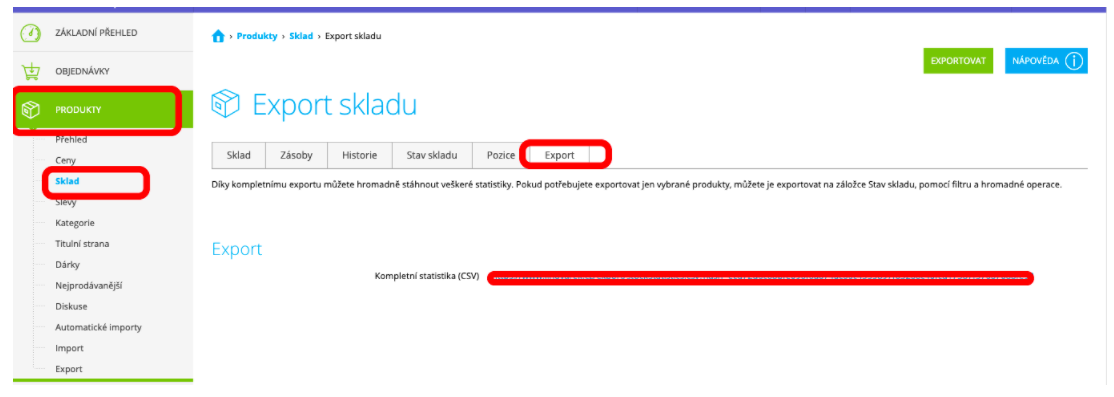 ZÁKLADNÍ PŘEHLED
OBJEDNÁVKY
PRODUKTY
Přehled
Ceny
Sklad
Slevy
Kategorie
Titulní strana
Dárky
Nejprodávanější
Diskuse
Automatické importy
Import
Export
› Produkty › Sklad › Export skladu
EXPORTOVAT NÁPOVĚDA
Export skladu
Sklad Zásoby Historie Stav skladu Pozice Export
Díky kompletnímu exportu můžete hromadně stáhnout veškeré statistiky. Pokud potřebujete exportovat jen vybrané produkty, můžete je exportovat na záložce Stav skladu, pomocí filtru a hromadné operace.
Export
Kompletní statistika (CSV)